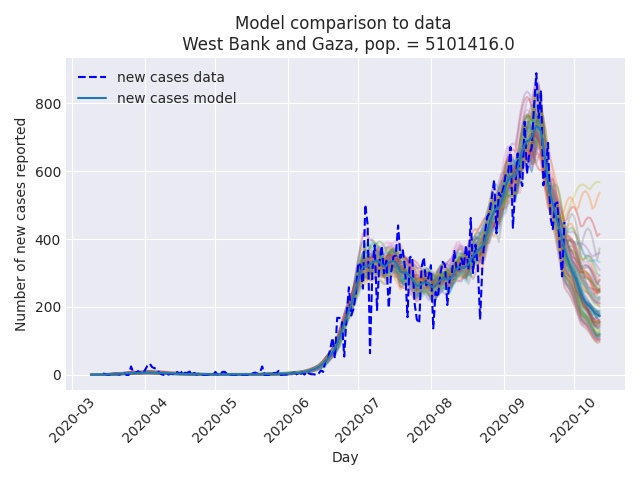 Model comparison to data
West Bank and Gaza, pop. = 5101416.0
new cases data
new cases model
Number of new cases reported
800
600
400
200
0
2020-03
2020-04
2020-05
2020-06
2020-07
2020-08
2020-09
2020-10
Day